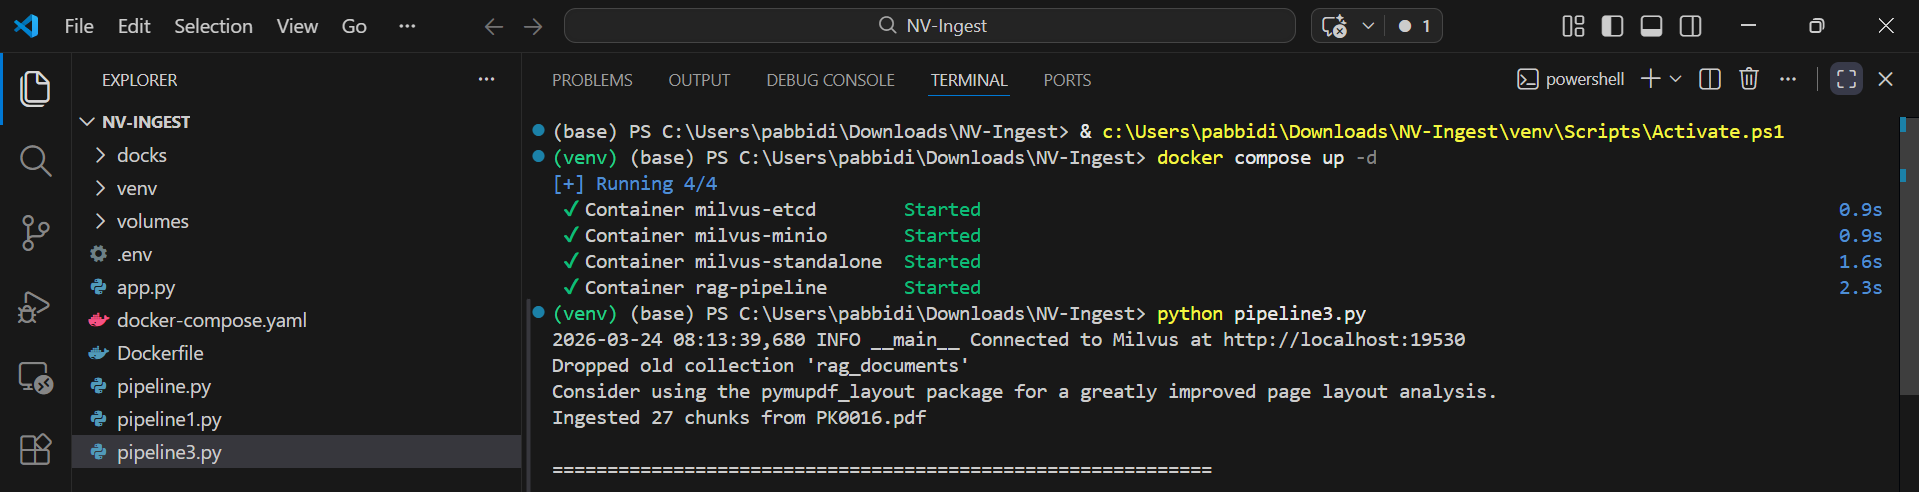 File Edit Selection View Go ··· NV-Ingest 1
EXPLORER ···
NV-INGEST
docks
venv
volumes
.env
app.py
docker-compose.yaml
Dockerfile
pipeline.py
pipeline1.py
pipeline3.py
PROBLEMS OUTPUT DEBUG CONSOLE TERMINAL PORTS powershell ···
(base) PS C:\Users\pabbidi\Downloads\NV-Ingest> & c:\Users\pabbidi\Downloads\NV-Ingest\venv\Scripts\Activate.ps1
(venv) (base) PS C:\Users\pabbidi\Downloads\NV-Ingest> docker compose up -d
[+] Running 4/4
✓ Container milvus-etcd Started 0.9s
✓ Container milvus-minio Started 0.9s
✓ Container milvus-standalone Started 1.6s
✓ Container rag-pipeline Started 2.3s
(venv) (base) PS C:\Users\pabbidi\Downloads\NV-Ingest> python pipeline3.py
2026-03-24 08:13:39,680 INFO __main__ Connected to Milvus at http://localhost:19530
Dropped old collection 'rag_documents'
Consider using the pymupdf_layout package for a greatly improved page layout analysis.
Ingested 27 chunks from PK0016.pdf
============================================================